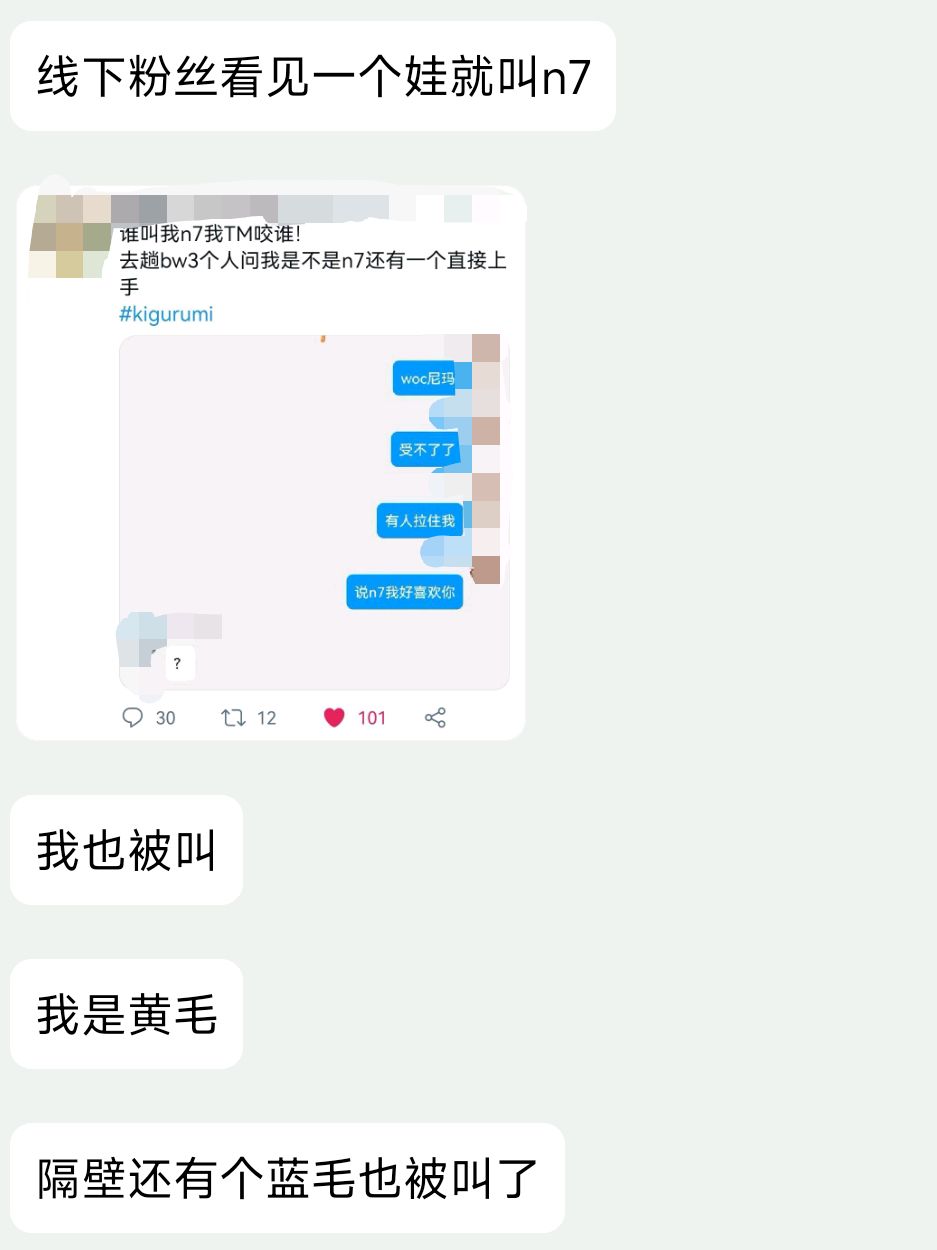 线下粉丝看见一个娃就叫n7
谁叫我n7我TM咬谁!
去趟bw3个人问我是不是n7还有一个直接上
手
#kigurumi
woc尼玛
受不了了
有人拉住我
说n7我好喜欢你
?
30 12 101
我也被叫
我是黄毛
隔壁还有个蓝毛也被叫了